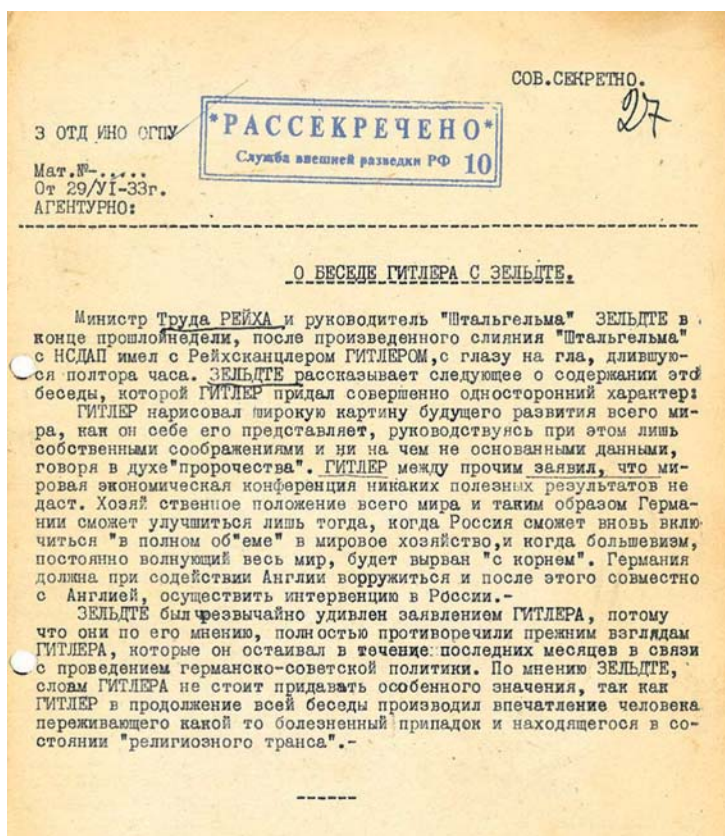 СОВ.СЕКРЕТНО.
27
3 ОТД ИНО ОГПУ
*РАССЕКРЕЧЕНО*
Служба внешней разведки РФ 10
Мат.№-.....
От 29/УІ-33г.
АГЕНТУРНО:
О БЕСЕДЕ ГИТЛЕРА С ЗЕЛЬДТЕ.
Министр Труда РЕЙХА и руководитель "Штальгельма" ЗЕЛЬДТЕ в
конце прошлойнедели, после произведенного слияния "Штальгельма"
с НСДАП имел с Рейхсканцлером ГИТЛЕРОМ,с глазу на гла, длившую-
ся полтора часа. ЗЕЛЬДТЕ рассказывает следующее о содержании этой
беседы, которой ГИТЛЕР придал совершенно односторонний характер:
ГИТЛЕР нарисовал широкую картину будущего развития всего ми-
ра, как он себе его представляет, руководствуясь при этом лишь
собственными соображениями и ни на чем не основанными данными,
говоря в духе"пророчества". ГИТЛЕР между прочим заявил, что ми-
ровая экономическая конференция никаких полезных результатов не
даст. Хозяй ственное положение всего мира и таким образом Герма-
нии сможет улучшиться лишь тогда, когда Россия сможет вновь вклю-
читься "в полном об"еме" в мировое хозяйство,и когда большевизм,
постоянно волнующий весь мир, будет вырван "с корнем". Германия
должна при содействии Англии ворружиться и после этого совместно
с Англией, осуществить интервенцию в России.-
ЗЕЛЬДТЕ был чрезвычайно удивлен заявлением ГИТЛЕРА, потому
что они по его мнению, полностью противоречили прежним взглядам
ГИТЛЕРА, которые он остаивал в течение последних месяцев в связи
с проведением германско-советской политики. По мнению ЗЕЛЬДТЕ,
словам ГИТЛЕРА не стоит придавать особенного значения, так как
ГИТЛЕР в продолжение всей беседы производил впечатление человека
переживающего какой то болезненный припадок и находящегося в со-
стоянии "религиозного транса".-